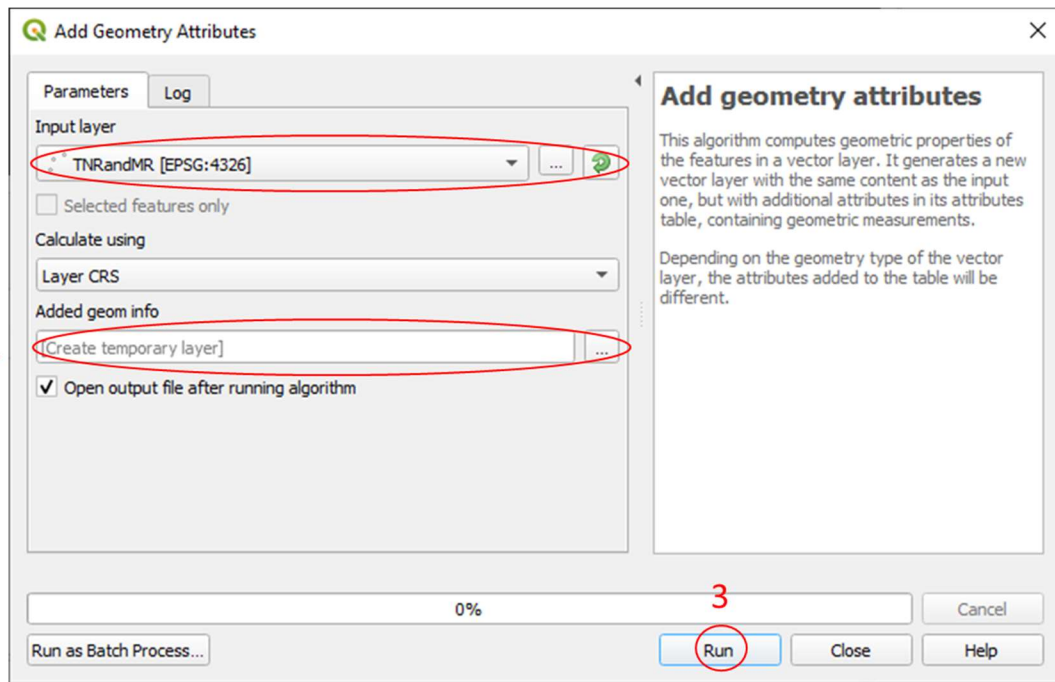 Add Geometry Attributes
Parameters
Log
Input layer
TNRandMR [EPSG:4326]
...
Selected features only
Calculate using
Layer CRS
Added geom info
[Create temporary layer]
...
Open output file after running algorithm
Add geometry attributes
This algorithm computes geometric properties of
the features in a vector layer. It generates a new
vector layer with the same content as the input
one, but with additional attributes in its attributes
table, containing geometric measurements.
Depending on the geometry type of the vector
layer, the attributes added to the table will be
different.
0%
3
Cancel
Run as Batch Process...
Run
Close
Help